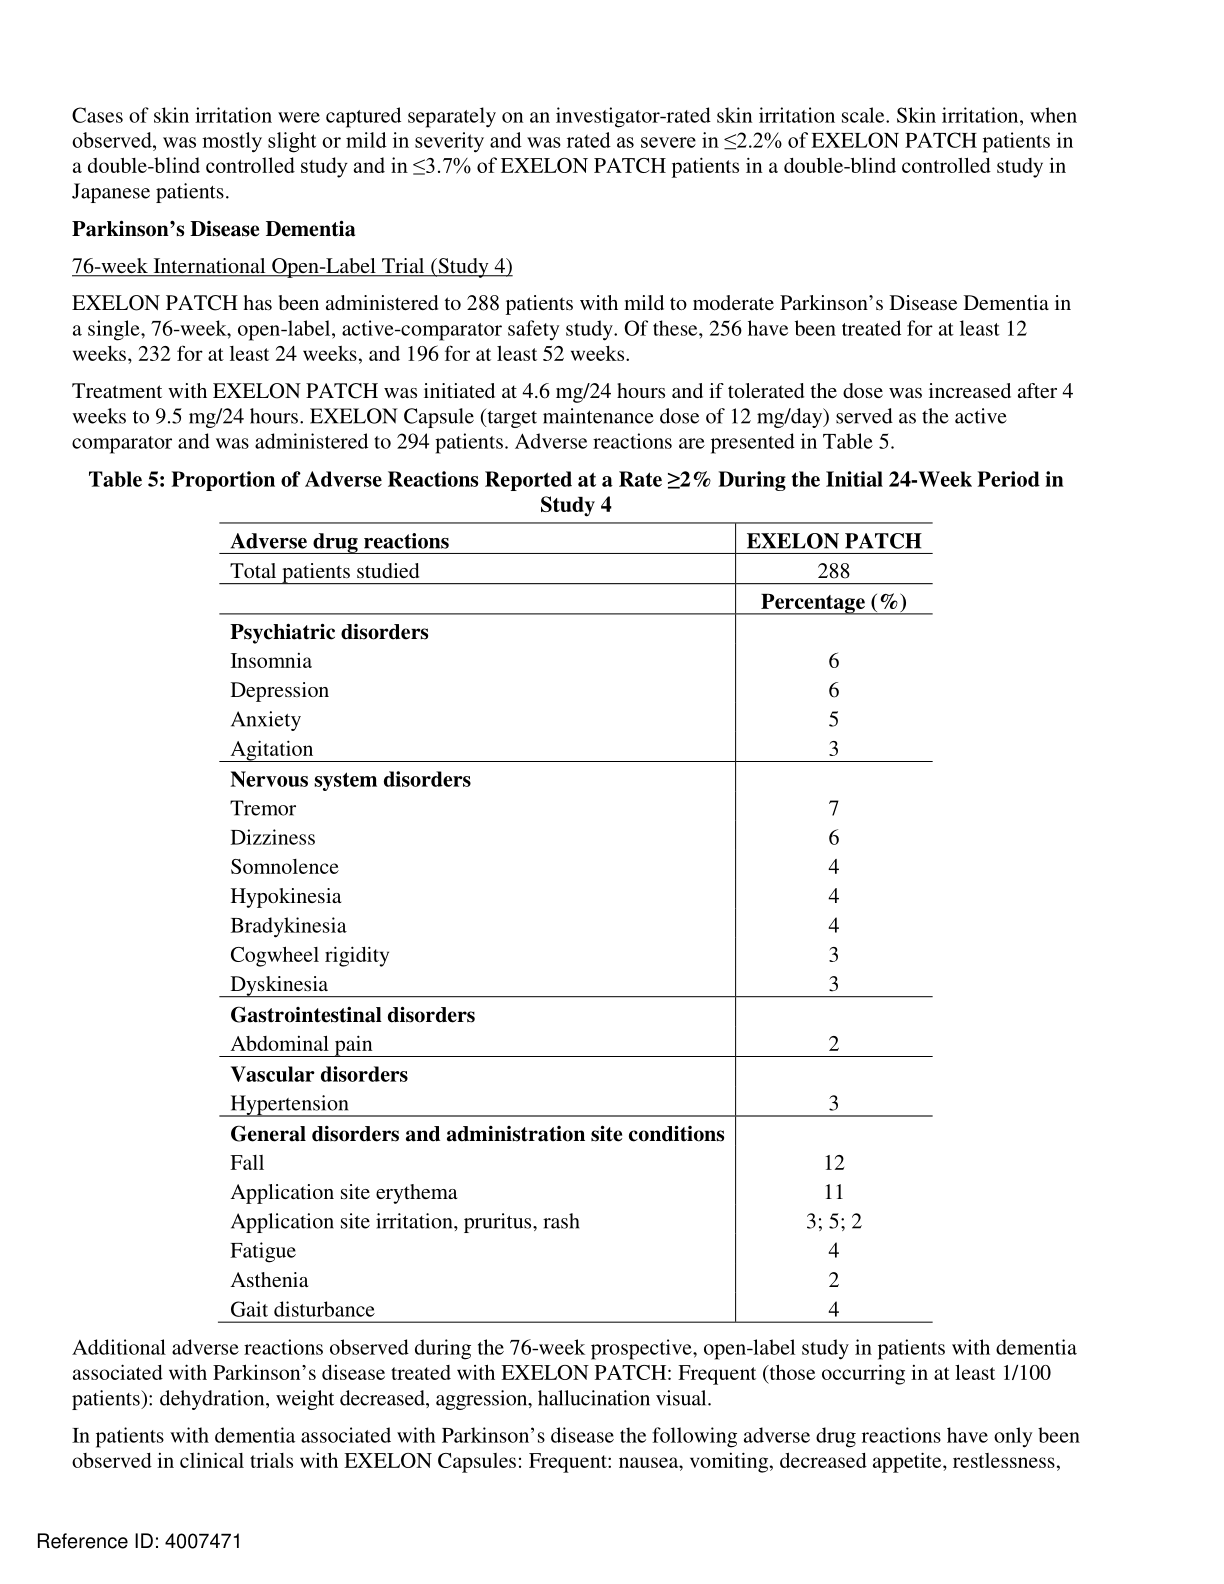 Cases of skin irritation were captured separately on an investigator-rated skin irritation scale. Skin irritation, when
observed, was mostly slight or mild in severity and was rated as severe in ≤2.2% of EXELON PATCH patients in
a double-blind controlled study and in ≤3.7% of EXELON PATCH patients in a double-blind controlled study in
Japanese patients.
Parkinson’s Disease Dementia
76-week International Open-Label Trial (Study 4)
EXELON PATCH has been administered to 288 patients with mild to moderate Parkinson’s Disease Dementia in
a single, 76-week, open-label, active-comparator safety study. Of these, 256 have been treated for at least 12
weeks, 232 for at least 24 weeks, and 196 for at least 52 weeks.
Treatment with EXELON PATCH was initiated at 4.6 mg/24 hours and if tolerated the dose was increased after 4
weeks to 9.5 mg/24 hours. EXELON Capsule (target maintenance dose of 12 mg/day) served as the active
comparator and was administered to 294 patients. Adverse reactions are presented in Table 5.
Table 5: Proportion of Adverse Reactions Reported at a Rate ≥2% During the Initial 24-Week Period in
Study 4
Adverse drug reactions EXELON PATCH
Total patients studied 288
Percentage (%)
Psychiatric disorders
Insomnia 6
Depression 6
Anxiety 5
Agitation 3
Nervous system disorders
Tremor 7
Dizziness 6
Somnolence 4
Hypokinesia 4
Bradykinesia 4
Cogwheel rigidity 3
Dyskinesia 3
Gastrointestinal disorders
Abdominal pain 2
Vascular disorders
Hypertension 3
General disorders and administration site conditions
Fall 12
Application site erythema 11
Application site irritation, pruritus, rash 3; 5; 2
Fatigue 4
Asthenia 2
Gait disturbance 4
Additional adverse reactions observed during the 76-week prospective, open-label study in patients with dementia
associated with Parkinson’s disease treated with EXELON PATCH: Frequent (those occurring in at least 1/100
patients): dehydration, weight decreased, aggression, hallucination visual.
In patients with dementia associated with Parkinson’s disease the following adverse drug reactions have only been
observed in clinical trials with EXELON Capsules: Frequent: nausea, vomiting, decreased appetite, restlessness,
Reference ID: 4007471